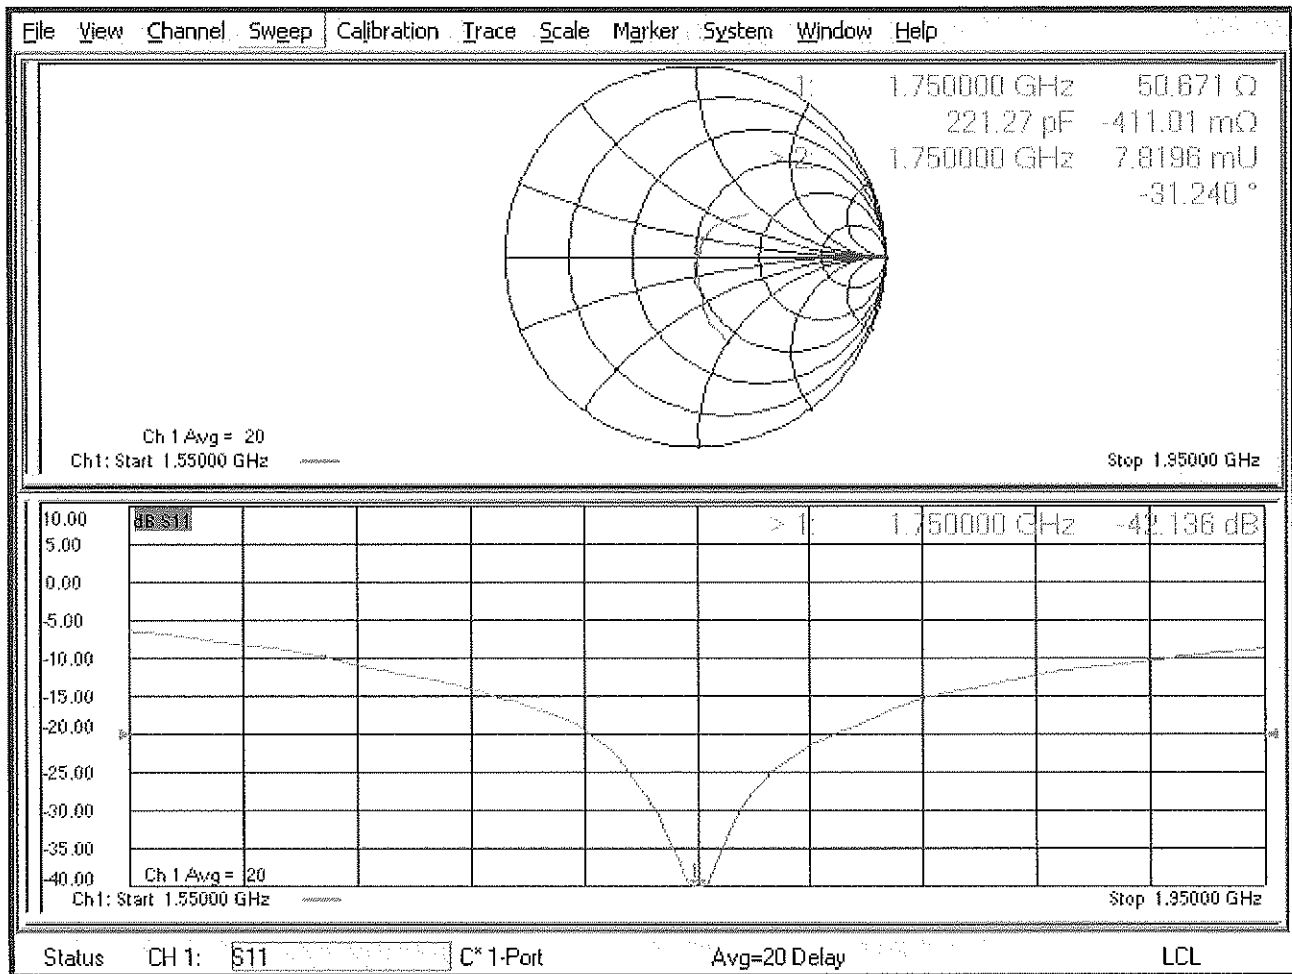 File View Channel Sweep Calibration Trace Scale Marker System Window Help
1: 1.750000 GHz 50.671 Ω
221.27 pF -411.01 mΩ
> 2: 1.750000 GHz 7.8196 mU
-31.240 °
Ch 1 Avg = 20
Ch1: Start 1.55000 GHz
Stop 1.95000 GHz
10.00 dB S11 > 1: 1.750000 GHz -42.136 dB
5.00
0.00
-5.00
-10.00
-15.00
-20.00
-25.00
-30.00
-35.00
-40.00
Ch 1 Avg = 20
Ch1: Start 1.55000 GHz
Stop 1.95000 GHz
Status CH 1: S11 C* 1-Port Avg=20 Delay LCL